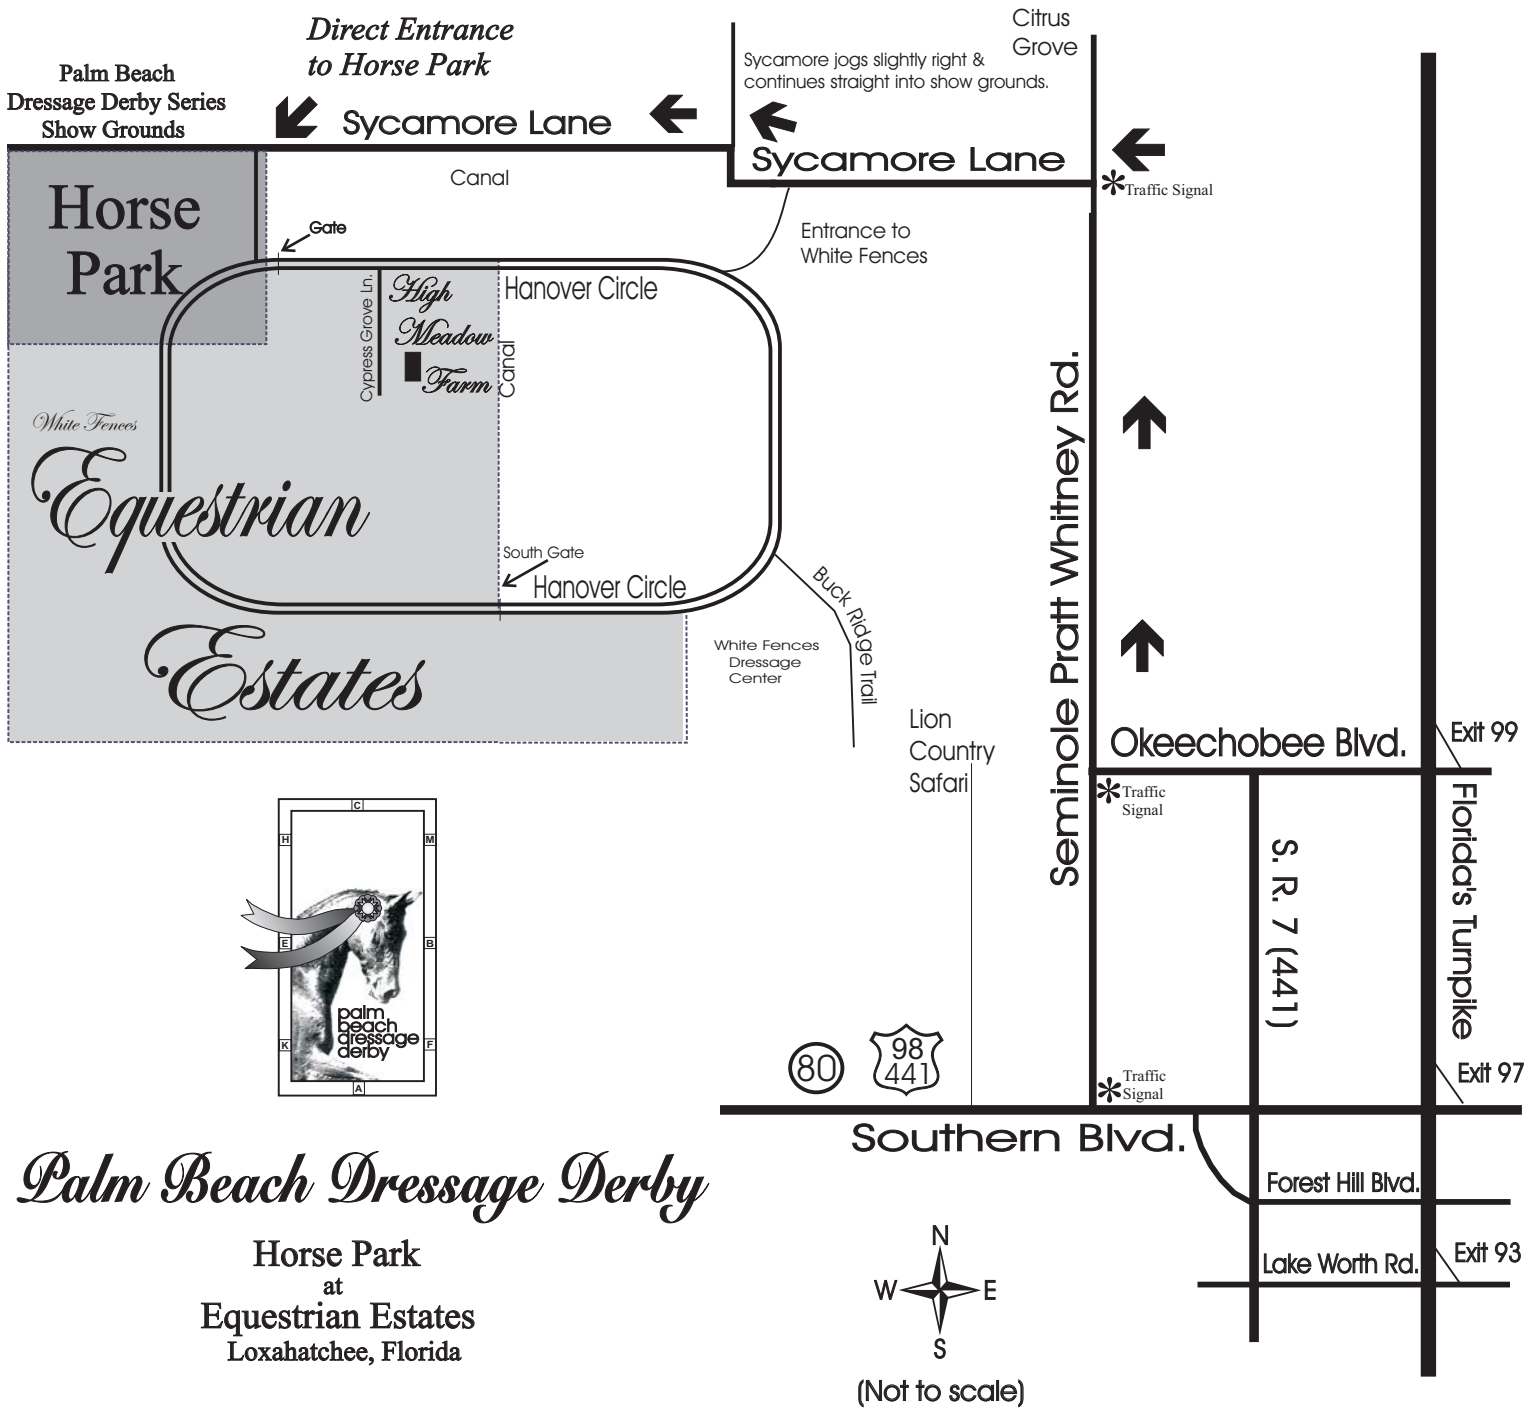 Direct Entrance
to Horse Park
Palm Beach
Dressage Derby Series
Show Grounds
Sycamore Lane
Sycamore jogs slightly right &
continues straight into show grounds.
Citrus
Grove
Sycamore Lane
Traffic Signal
Canal
Horse
Park
Gate
Entrance to
White Fences
Hanover Circle
Cypress Grove Ln.
High
Meadow
Farm
Canal
White Fences
Equestrian
Estates
South Gate
Hanover Circle
Buck Ridge Trail
White Fences
Dressage
Center
Seminole Pratt Whitney Rd.
Lion
Country
Safari
Okeechobee Blvd.
Exit 99
Traffic
Signal
S. R. 7 (441)
Florida's Turnpike
Exit 97
C
H
M
E
B
K
F
A
palm
beach
dressage
derby
80
98
441
Traffic
Signal
Southern Blvd.
Forest Hill Blvd.
Lake Worth Rd.
Exit 93
Palm Beach Dressage Derby
Horse Park
at
Equestrian Estates
Loxahatchee, Florida
N
W
E
S
(Not to scale)